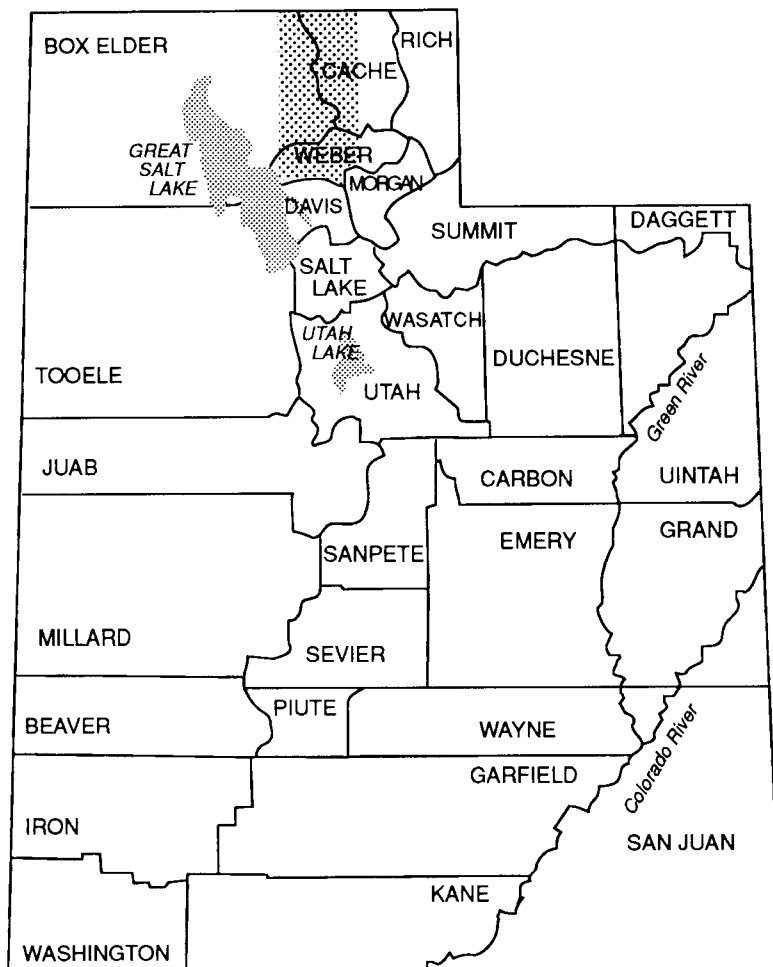 BOX ELDER
RICH
CACHE
GREAT
SALT
LAKE
WEBER
MORGAN
DAVIS
SUMMIT
DAGGETT
SALT
LAKE
WASATCH
UTAH
LAKE
DUCHESNE
TOOELE
UTAH
Green River
JUAB
CARBON
UINTAH
EMERY
GRAND
SANPETE
MILLARD
SEVIER
PIUTE
BEAVER
WAYNE
Colorado River
GARFIELD
IRON
SAN JUAN
KANE
WASHINGTON